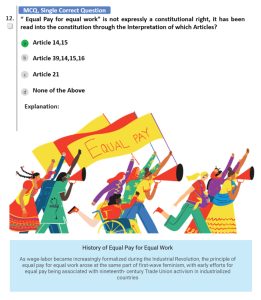 MCQ, Single Correct Question
12. " Equal Pay for equal work" is not expressly a constitutional right, it has been
read into the constitution through the Interpretation of which Articles?
a Article 14,15
b Article 39,14,15,16
c Article 21
d None of the Above
Explanation:
EQUAL PAY
History of Equal Pay for Equal Work
As wage-labor became increasingly formalized during the Industrial Revolution, the principle of
equal pay for equal work arose at the same part of first-wave feminism, with early efforts for
equal pay being associated with nineteenth-century Trade Union activism in industrialized
countries